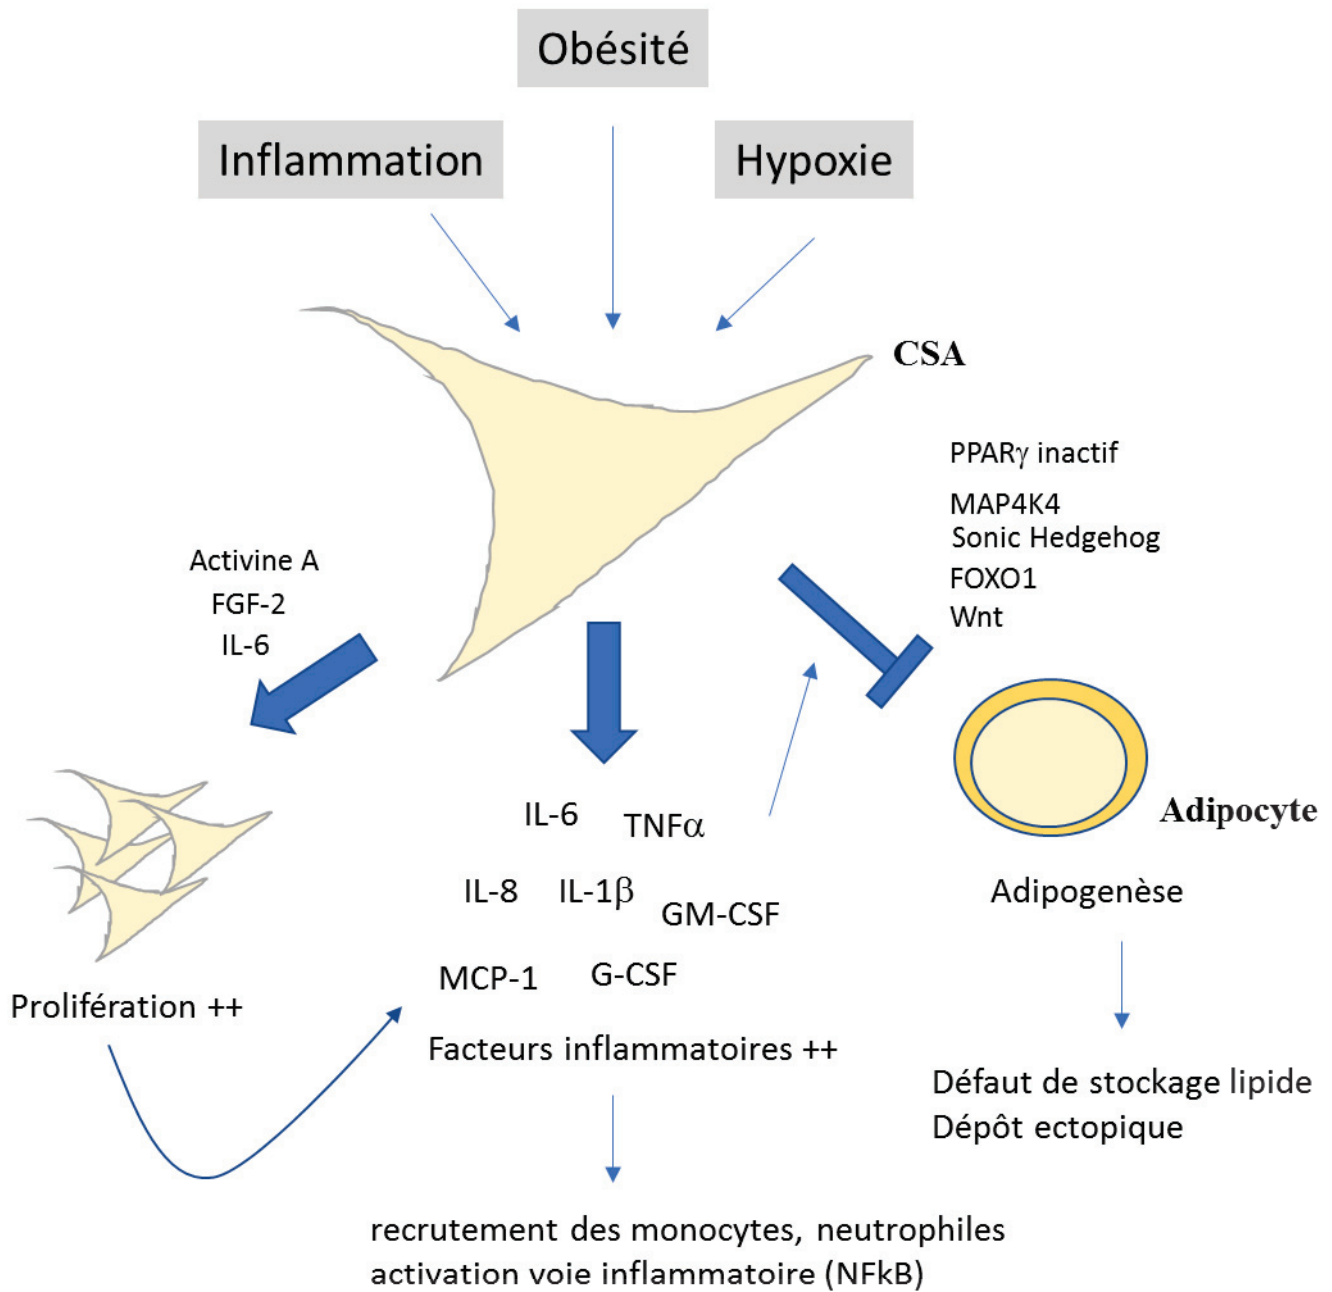 Obésité
Inflammation
Hypoxie
CSA
PPARγ inactif
MAP4K4
Sonic Hedgehog
FOXO1
Wnt
Activine A
FGF-2
IL-6
IL-6
TNFα
IL-8
IL-1β
GM-CSF
MCP-1
G-CSF
Facteurs inflammatoires ++
Prolifération ++
Adipocyte
Adipogenèse
Défaut de stockage lipide
Dépôt ectopique
recrutement des monocytes, neutrophiles
activation voie inflammatoire (NFkB)